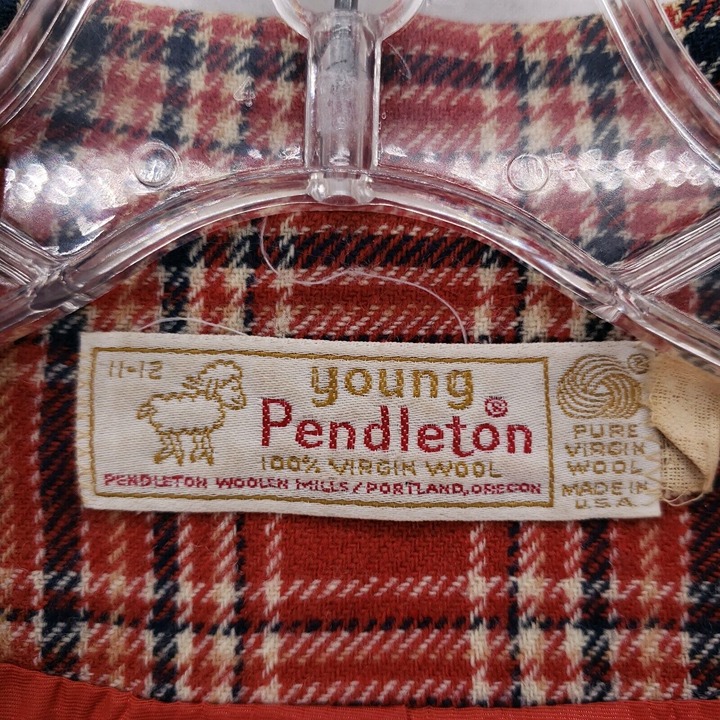 11-12
young
Pendleton®
100% VIRGIN WOOL
PENDLETON WOOLEN MILLS / PORTLAND, OREGON
®
PURE
VIRGIN
WOOL
MADE IN
U.S.A